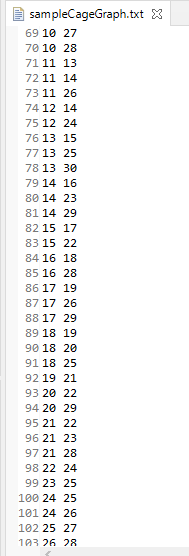 sampleCageGraph.txt
69 10 27
70 10 28
71 11 13
72 11 14
73 11 26
74 12 14
75 12 24
76 13 15
77 13 25
78 13 30
79 14 16
80 14 23
81 14 29
82 15 17
83 15 22
84 16 18
85 16 28
86 17 19
87 17 26
88 17 29
89 18 19
90 18 20
91 18 25
92 19 21
93 20 22
94 20 29
95 21 22
96 21 23
97 21 28
98 22 24
99 23 25
100 24 25
101 24 26
102 25 27
103 26 28